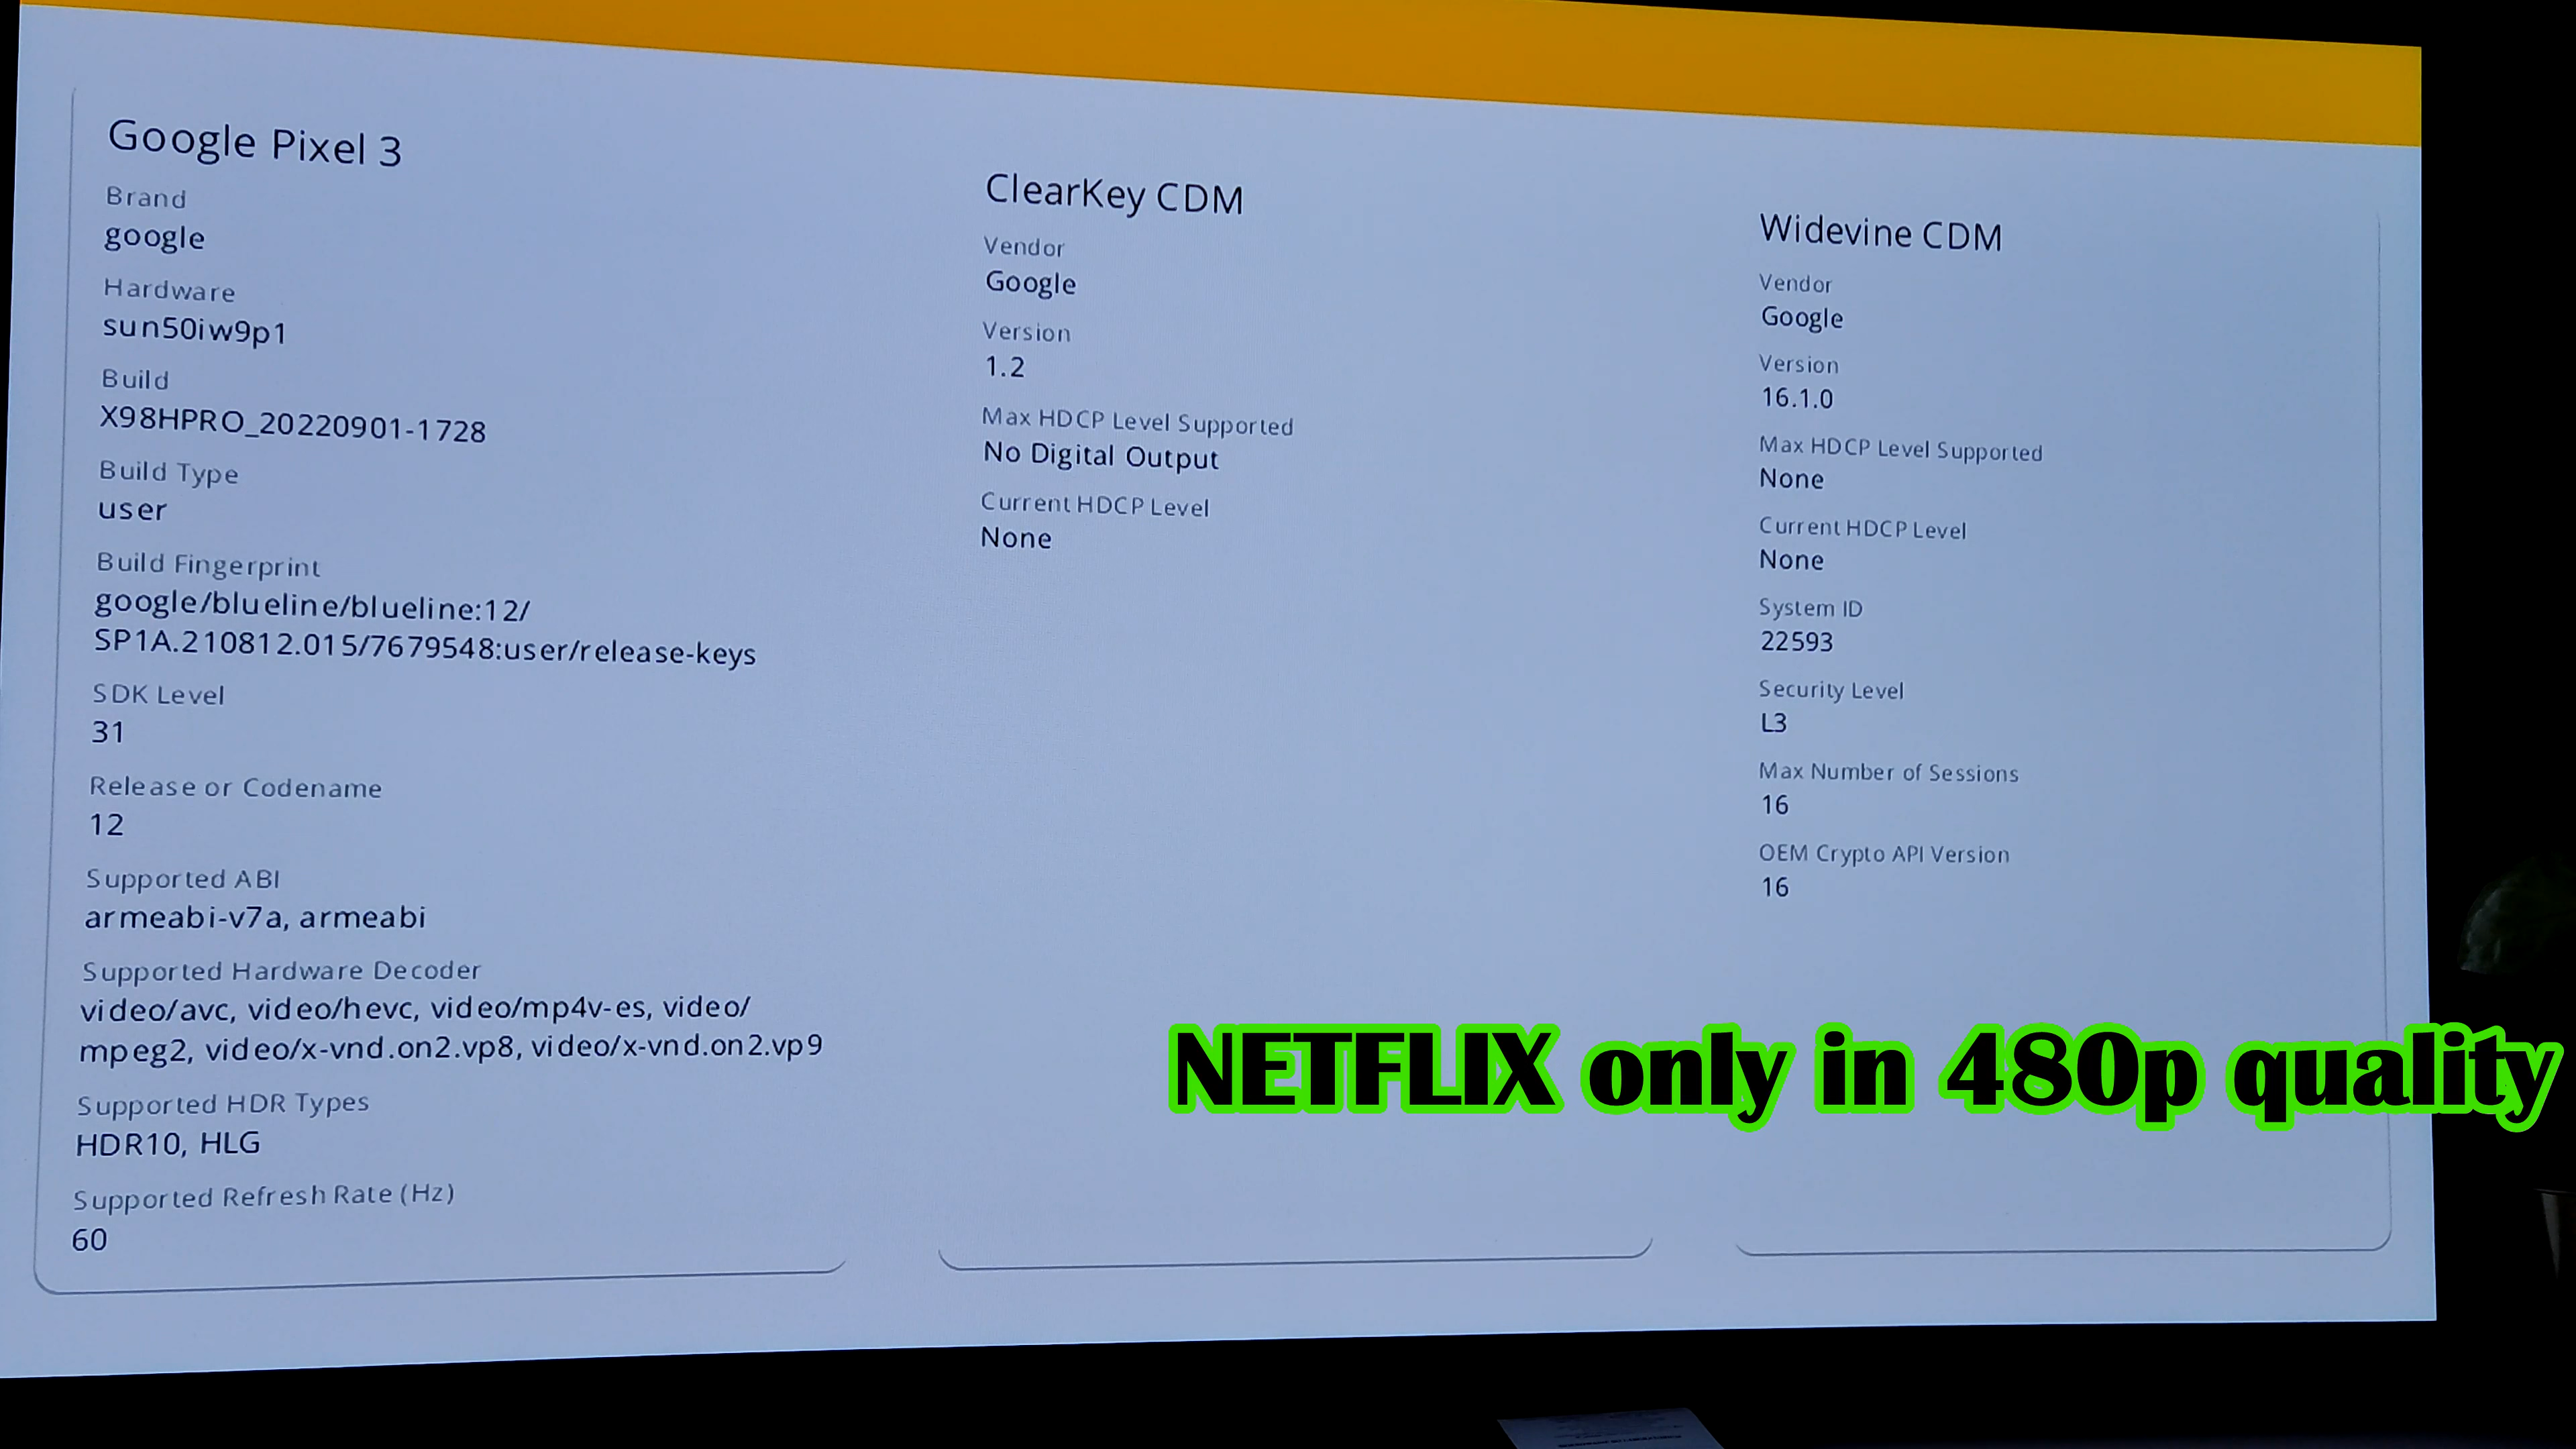 Google Pixel 3
Brand
google
Hardware
sun50iw9p1
Build
X98HPRO_20220901-1728
Build Type
user
Build Fingerprint
google/blueline/blueline:12/
SP1A.210812.015/7679548:user/release-keys
SDK Level
31
Release or Codename
12
Supported ABI
armeabi-v7a, armeabi
Supported Hardware Decoder
video/avc, video/hevc, video/mp4v-es, video/
mpeg2, video/x-vnd.on2.vp8, video/x-vnd.on2.vp9
Supported HDR Types
HDR10, HLG
Supported Refresh Rate (Hz)
60
ClearKey CDM
Vendor
Google
Version
1.2
Max HDCP Level Supported
No Digital Output
Current HDCP Level
None
Widevine CDM
Vendor
Google
Version
16.1.0
Max HDCP Level Supported
None
Current HDCP Level
None
System ID
22593
Security Level
L3
Max Number of Sessions
16
OEM Crypto API Version
16
NETFLIX only in 480p quality